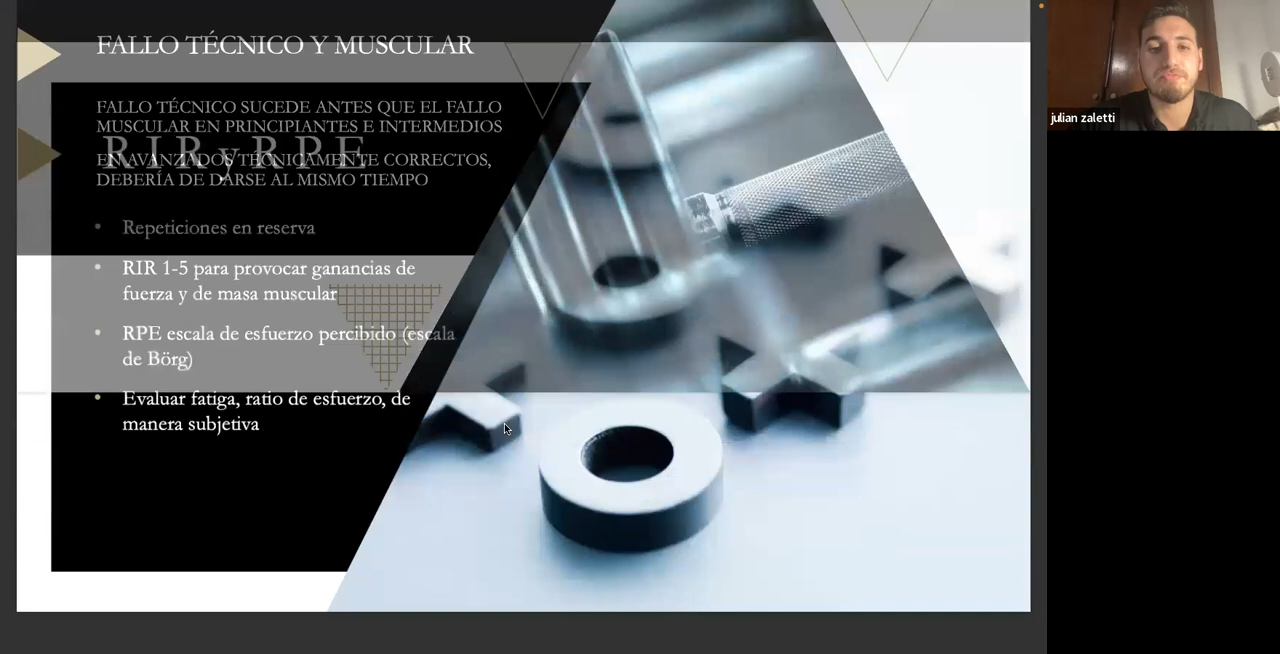 FALLO TÉCNICO Y MUSCULAR
FALLO TÉCNICO SUCEDE ANTES QUE EL FALLO
MUSCULAR EN PRINCIPIANTES E INTERMEDIOS
RIR y RPE
EN AVANZADOS TÉCNICAMENTE CORRECTOS,
DEBERÍA DE DARSE AL MISMO TIEMPO
• Repeticiones en reserva
• RIR 1-5 para provocar ganancias de
fuerza y de masa muscular
• RPE escala de esfuerzo percibido (escala
de Börg)
• Evaluar fatiga, ratio de esfuerzo, de
manera subjetiva
julian zaletti